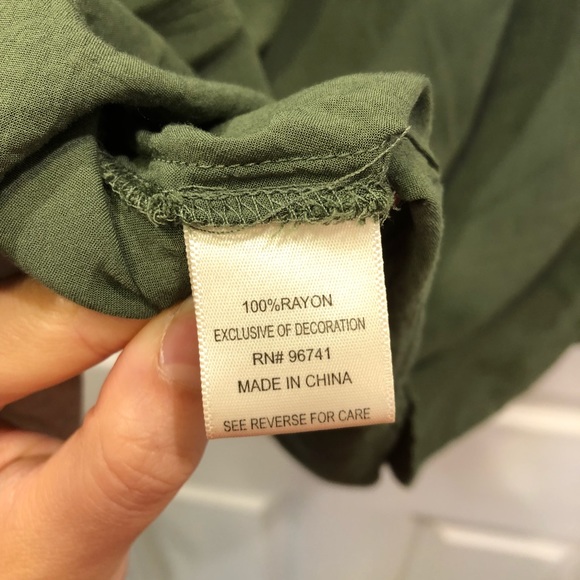 100%RAYON
EXCLUSIVE OF DECORATION
RN# 96741
MADE IN CHINA
SEE REVERSE FOR CARE